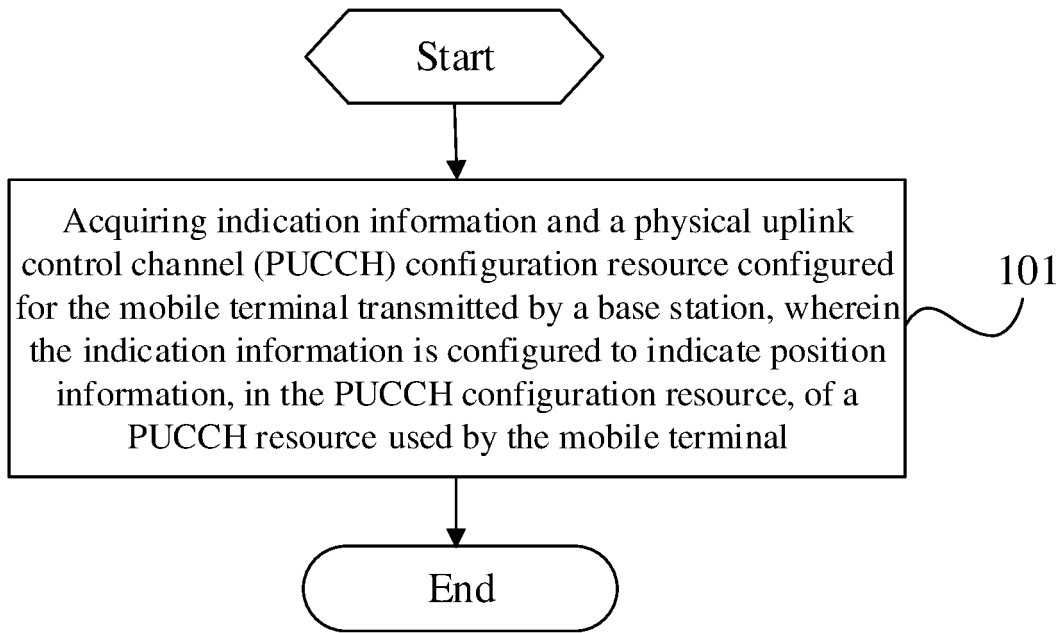 Start
Acquiring indication information and a physical uplink
control channel (PUCCH) configuration resource configured
for the mobile terminal transmitted by a base station, wherein
the indication information is configured to indicate position
information, in the PUCCH configuration resource, of a
PUCCH resource used by the mobile terminal
101
End